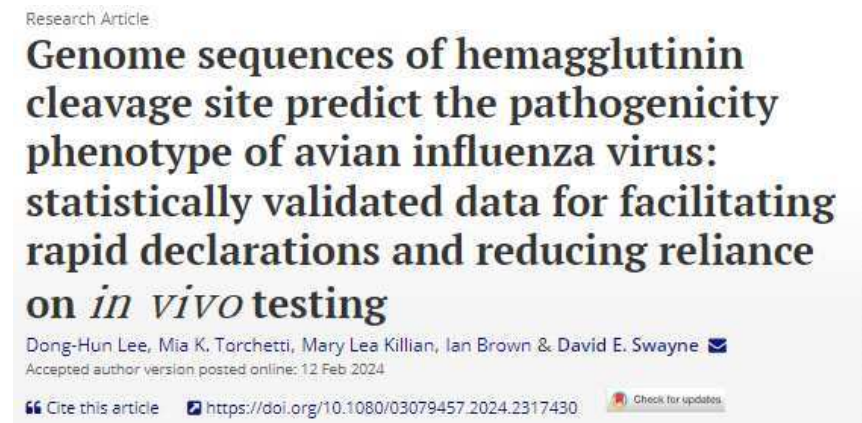 Research Article
Genome sequences of hemagglutinin
cleavage site predict the pathogenicity
phenotype of avian influenza virus:
statistically validated data for facilitating
rapid declarations and reducing reliance
on in vivo testing
Dong-Hun Lee, Mia K. Torchetti, Mary Lea Killian, Ian Brown & David E. Swayne
Accepted author version posted online: 12 Feb 2024
Cite this article https://doi.org/10.1080/03079457.2024.2317430 Check for updates